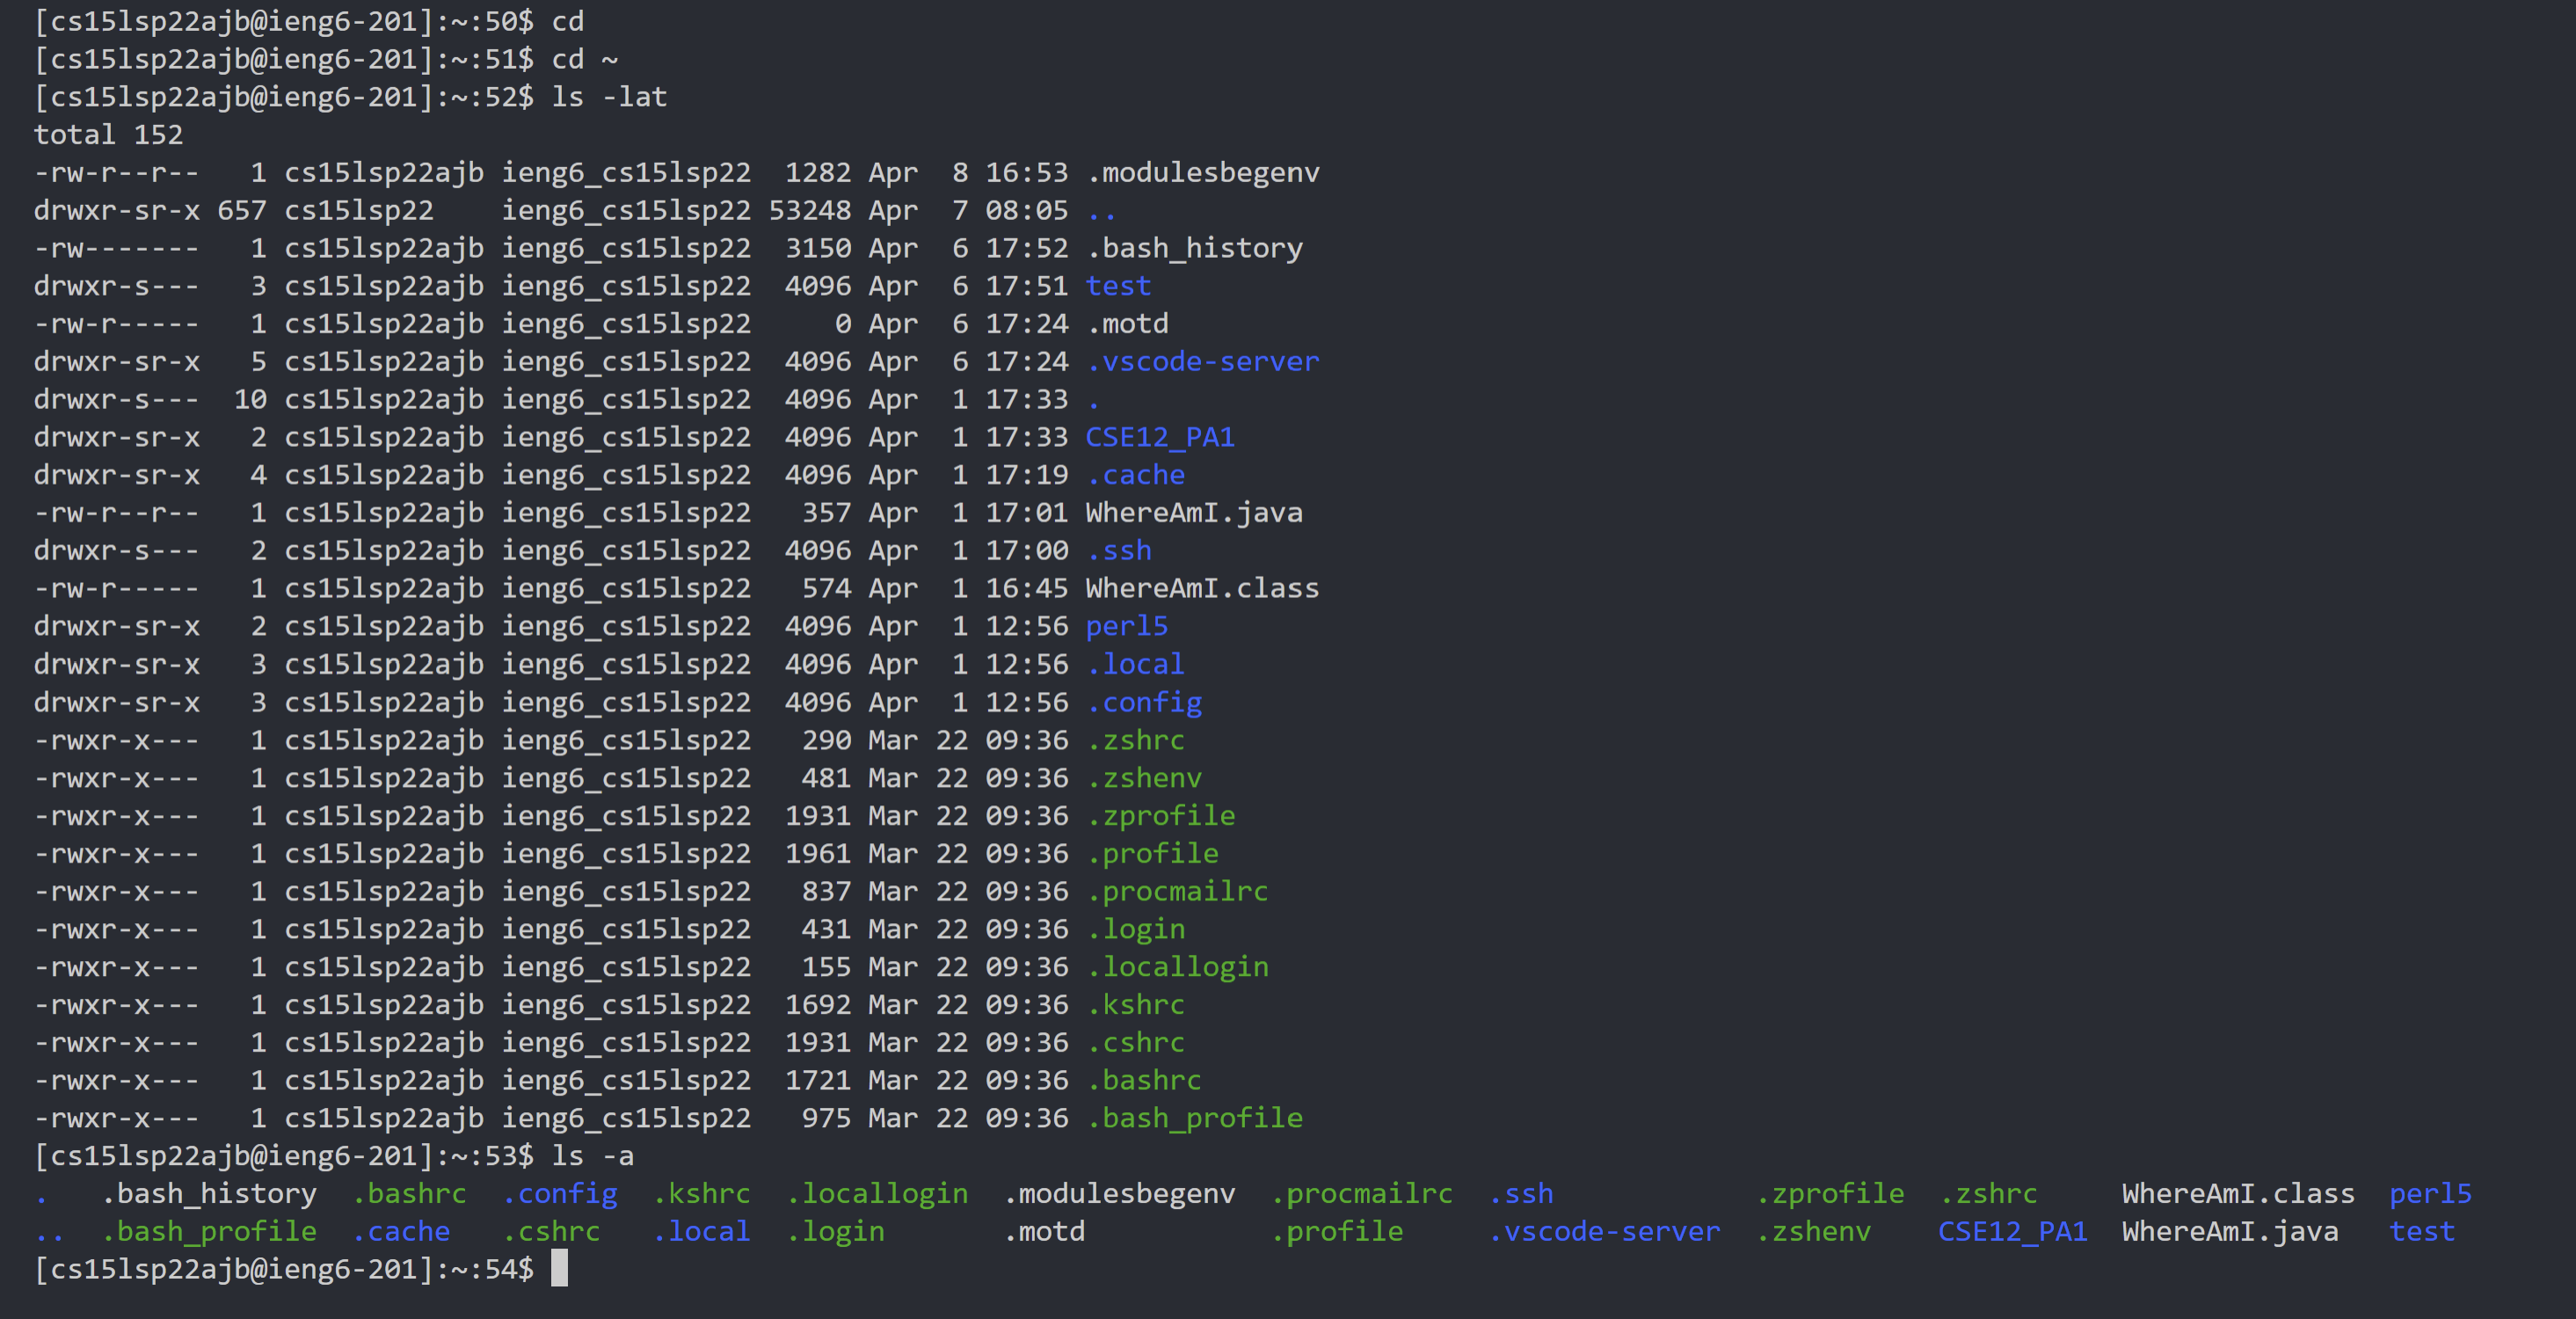 [cs15lsp22ajb@ieng6-201]:~:50$ cd
[cs15lsp22ajb@ieng6-201]:~:51$ cd ~
[cs15lsp22ajb@ieng6-201]:~:52$ ls -lat
total 152
-rw-r--r--   1 cs15lsp22ajb ieng6_cs15lsp22  1282 Apr  8 16:53 .modulesbegenv
drwxr-sr-x 657 cs15lsp22    ieng6_cs15lsp22 53248 Apr  7 08:05 ..
-rw-------   1 cs15lsp22ajb ieng6_cs15lsp22  3150 Apr  6 17:52 .bash_history
drwxr-s---   3 cs15lsp22ajb ieng6_cs15lsp22  4096 Apr  6 17:51 test
-rw-r-----   1 cs15lsp22ajb ieng6_cs15lsp22     0 Apr  6 17:24 .motd
drwxr-sr-x   5 cs15lsp22ajb ieng6_cs15lsp22  4096 Apr  6 17:24 .vscode-server
drwxr-s---  10 cs15lsp22ajb ieng6_cs15lsp22  4096 Apr  1 17:33 .
drwxr-sr-x   2 cs15lsp22ajb ieng6_cs15lsp22  4096 Apr  1 17:33 CSE12_PA1
drwxr-sr-x   4 cs15lsp22ajb ieng6_cs15lsp22  4096 Apr  1 17:19 .cache
-rw-r--r--   1 cs15lsp22ajb ieng6_cs15lsp22   357 Apr  1 17:01 WhereAmI.java
drwxr-s---   2 cs15lsp22ajb ieng6_cs15lsp22  4096 Apr  1 17:00 .ssh
-rw-r-----   1 cs15lsp22ajb ieng6_cs15lsp22   574 Apr  1 16:45 WhereAmI.class
drwxr-sr-x   2 cs15lsp22ajb ieng6_cs15lsp22  4096 Apr  1 12:56 perl5
drwxr-sr-x   3 cs15lsp22ajb ieng6_cs15lsp22  4096 Apr  1 12:56 .local
drwxr-sr-x   3 cs15lsp22ajb ieng6_cs15lsp22  4096 Apr  1 12:56 .config
-rwxr-x---   1 cs15lsp22ajb ieng6_cs15lsp22   290 Mar 22 09:36 .zshrc
-rwxr-x---   1 cs15lsp22ajb ieng6_cs15lsp22   481 Mar 22 09:36 .zshenv
-rwxr-x---   1 cs15lsp22ajb ieng6_cs15lsp22  1931 Mar 22 09:36 .zprofile
-rwxr-x---   1 cs15lsp22ajb ieng6_cs15lsp22  1961 Mar 22 09:36 .profile
-rwxr-x---   1 cs15lsp22ajb ieng6_cs15lsp22   837 Mar 22 09:36 .procmailrc
-rwxr-x---   1 cs15lsp22ajb ieng6_cs15lsp22   431 Mar 22 09:36 .login
-rwxr-x---   1 cs15lsp22ajb ieng6_cs15lsp22   155 Mar 22 09:36 .locallogin
-rwxr-x---   1 cs15lsp22ajb ieng6_cs15lsp22  1692 Mar 22 09:36 .kshrc
-rwxr-x---   1 cs15lsp22ajb ieng6_cs15lsp22  1931 Mar 22 09:36 .cshrc
-rwxr-x---   1 cs15lsp22ajb ieng6_cs15lsp22  1721 Mar 22 09:36 .bashrc
-rwxr-x---   1 cs15lsp22ajb ieng6_cs15lsp22   975 Mar 22 09:36 .bash_profile
[cs15lsp22ajb@ieng6-201]:~:53$ ls -a
.   .bash_history  .bashrc  .config  .kshrc  .locallogin  .modulesbegenv  .procmailrc  .ssh            .zprofile  .zshrc     WhereAmI.class  perl5
..  .bash_profile  .cache   .cshrc   .local  .login       .motd           .profile     .vscode-server  .zshenv    CSE12_PA1  WhereAmI.java   test
[cs15lsp22ajb@ieng6-201]:~:54$